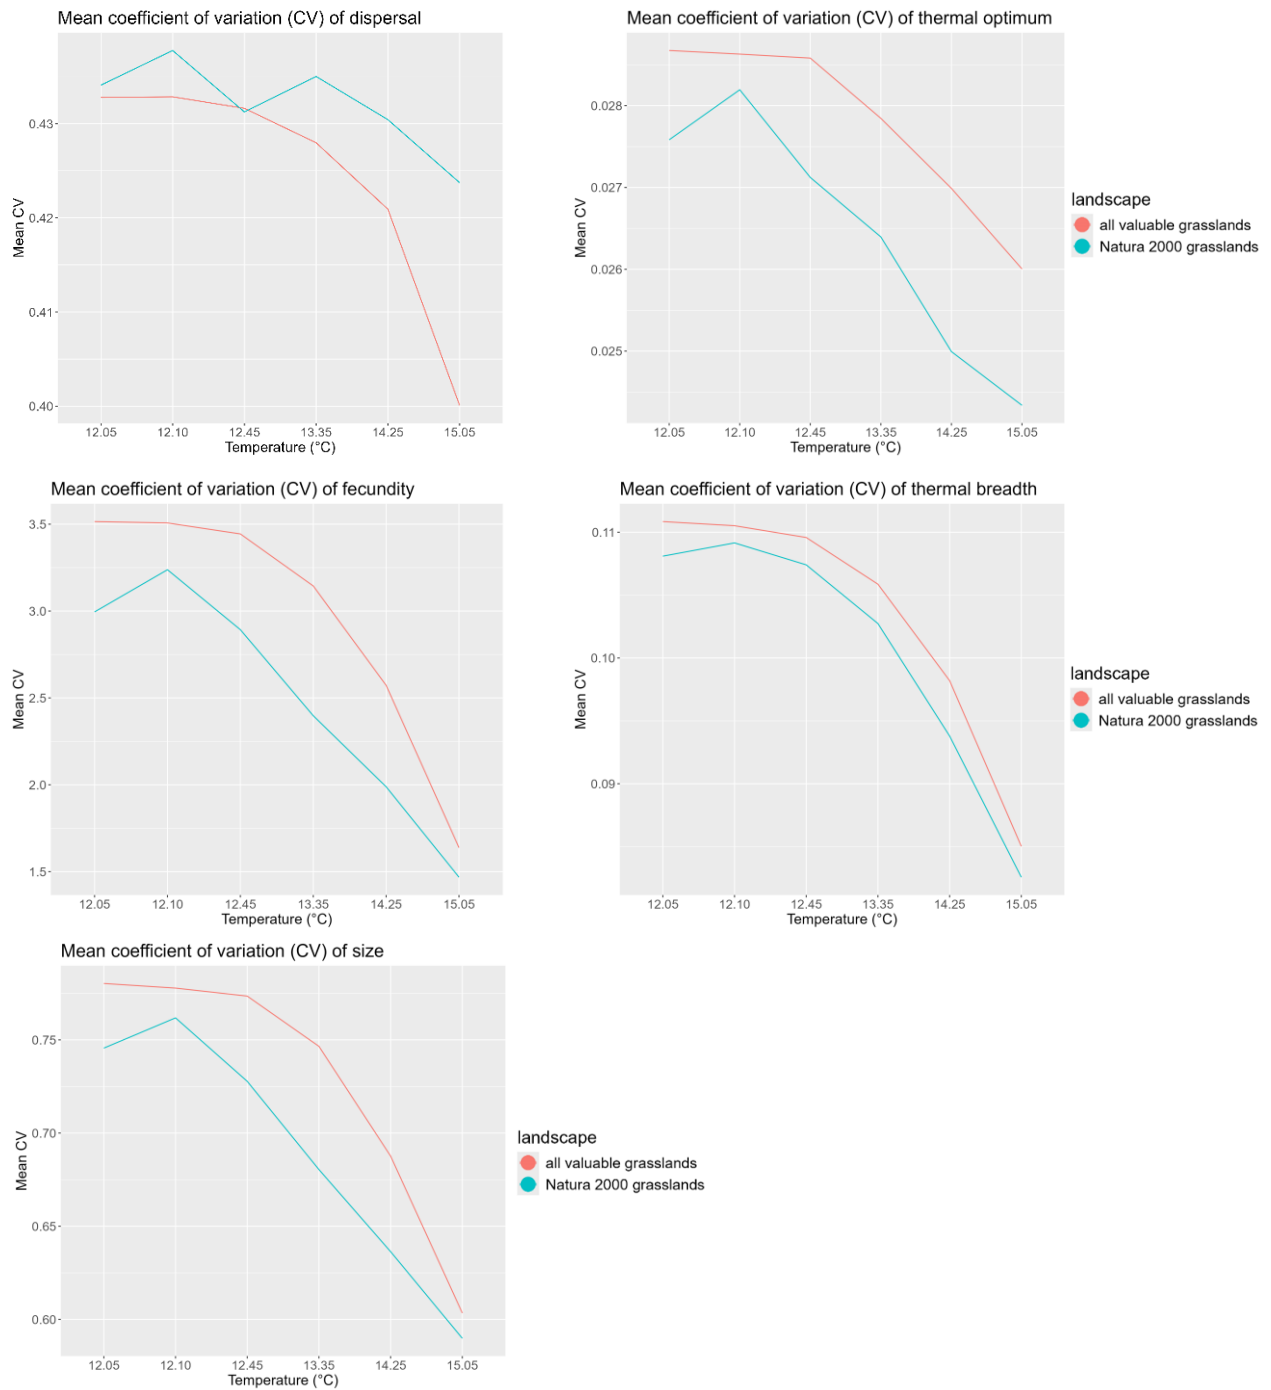 Mean coefficient of variation (CV) of dispersal
0.43
0.42
0.41
0.40
Mean CV
12.05 12.10 12.45 13.35 14.25 15.05
Temperature (°C)
Mean coefficient of variation (CV) of thermal optimum
0.028
0.027
0.026
0.025
Mean CV
12.05 12.10 12.45 13.35 14.25 15.05
Temperature (°C)
landscape
all valuable grasslands
Natura 2000 grasslands
Mean coefficient of variation (CV) of fecundity
3.5
3.0
2.5
2.0
1.5
Mean CV
12.05 12.10 12.45 13.35 14.25 15.05
Temperature (°C)
Mean coefficient of variation (CV) of thermal breadth
0.11
0.10
0.09
Mean CV
12.05 12.10 12.45 13.35 14.25 15.05
Temperature (°C)
landscape
all valuable grasslands
Natura 2000 grasslands
Mean coefficient of variation (CV) of size
0.75
0.70
0.65
0.60
Mean CV
12.05 12.10 12.45 13.35 14.25 15.05
Temperature (°C)
landscape
all valuable grasslands
Natura 2000 grasslands